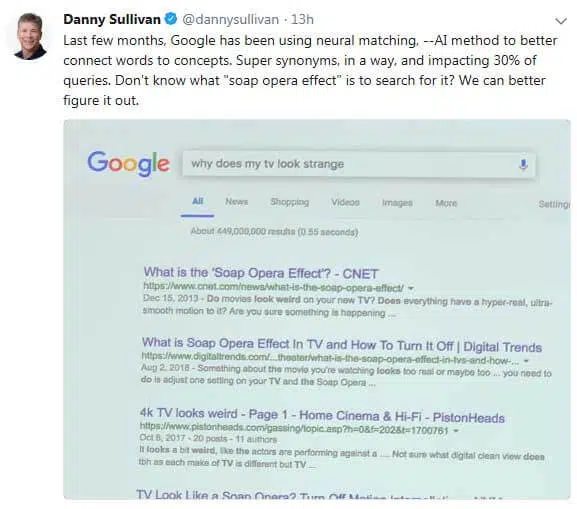 Danny Sullivan @dannysullivan · 13h
Last few months, Google has been using neural matching, --AI method to better
connect words to concepts. Super synonyms, in a way, and impacting 30% of
queries. Don't know what "soap opera effect" is to search for it? We can better
figure it out.
Google why does my tv look strange
All News Shopping Videos Images More Setting
About 449,000,000 results (0.55 seconds)
What is the 'Soap Opera Effect'? - CNET
https://www.cnet.com/news/what-is-the-soap-opera-effect/
Dec 15, 2013 - Do movies look weird on your new TV? Does everything have a hyper-real, ultra-
smooth motion to it? Are you sure something is happening ...
What is Soap Opera Effect In TV and How To Turn It Off | Digital Trends
https://www.digitaltrends.com/...theater/what-is-the-soap-opera-effect-in-tvs-and-how-...
Aug 2, 2018 - Something about the movie you're watching looks too real or maybe too ... you need to
do is adjust one setting on your TV and the Soap Opera ...
4k TV looks weird - Page 1 - Home Cinema & Hi-Fi - PistonHeads
https://www.pistonheads.com/gassing/topic.asp?h=0&f=202&t=1700761
Oct 8, 2017 - 20 posts - 11 authors
It looks a bit weird, like the actors are performing against a .... Not sure what digital clean view does
tbh as each make of TV is different but TV ...
TV Look Like a Soap Opera? Turn Off Motion